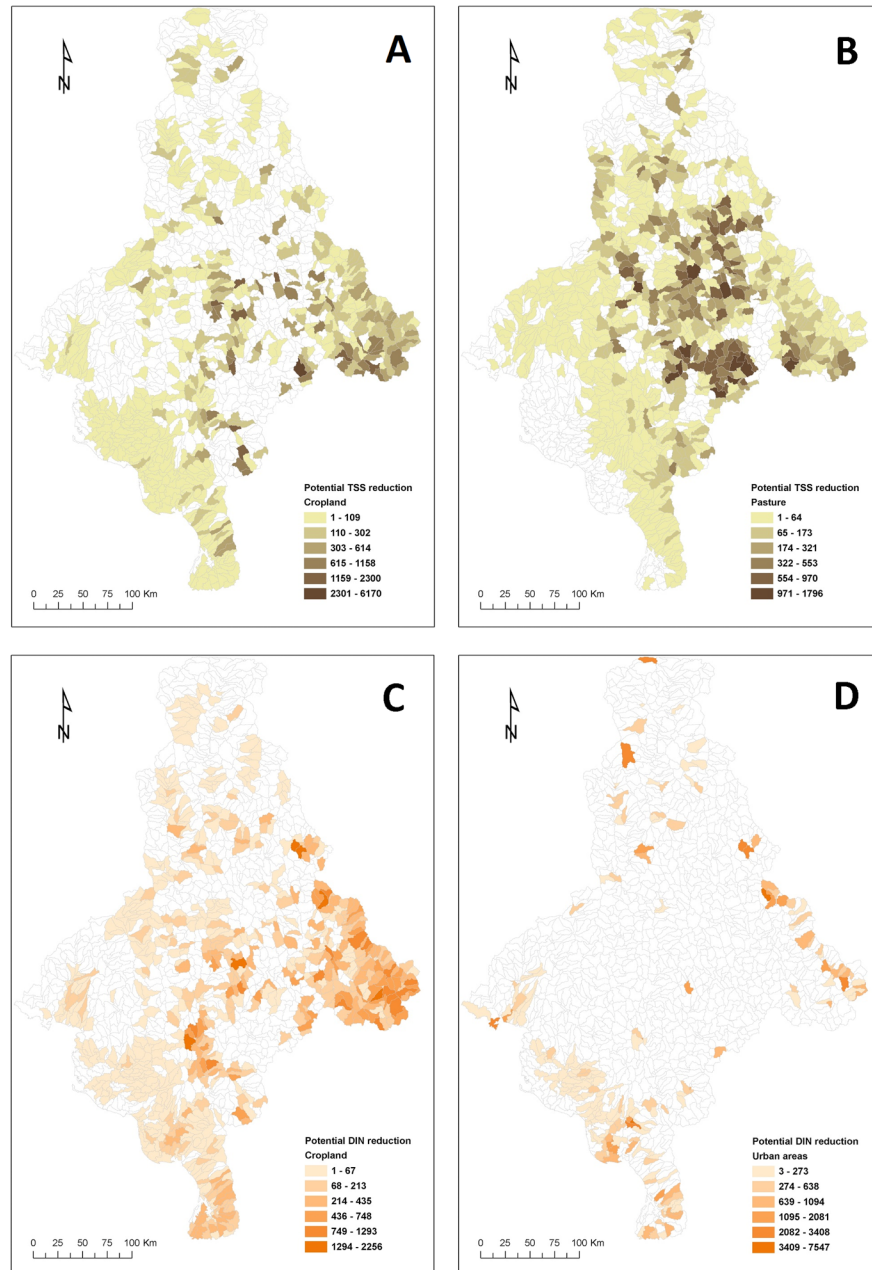 A
N
Potential TSS reduction
Cropland
1 - 109
110 - 302
303 - 614
615 - 1158
1159 - 2300
2301 - 6170
0 25 50 75 100 Km
B
N
Potential TSS reduction
Pasture
1 - 64
65 - 173
174 - 321
322 - 553
554 - 970
971 - 1796
0 25 50 75 100 Km
C
N
Potential DIN reduction
Cropland
1 - 67
68 - 213
214 - 435
436 - 748
749 - 1293
1294 - 2256
0 25 50 75 100 Km
D
N
Potential DIN reduction
Urban areas
3 - 273
274 - 638
639 - 1094
1095 - 2081
2082 - 3408
3409 - 7547
0 25 50 75 100 Km